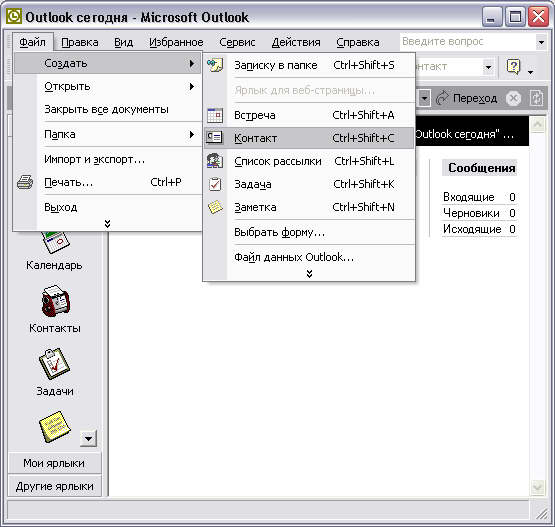 Outlook сегодня - Microsoft Outlook
Файл Правка Вид Избранное Сервис Действия Справка Введите вопрос
Создать
Открыть
Закрыть все документы
Папка
Импорт и экспорт...
Печать... Ctrl+P
Выход
Записку в папке Ctrl+Shift+S
Ярлык для веб-страницы...
Встреча Ctrl+Shift+A
Контакт Ctrl+Shift+C
Список рассылки Ctrl+Shift+L
Задача Ctrl+Shift+K
Заметка Ctrl+Shift+N
Выбрать форму...
Файл данных Outlook...
онтакт
Переход
Outlook сегодня" ...
Сообщения
Входящие 0
Черновики 0
Исходящие 0
Календарь
Контакты
Задачи
Мои ярлыки
Другие ярлыки